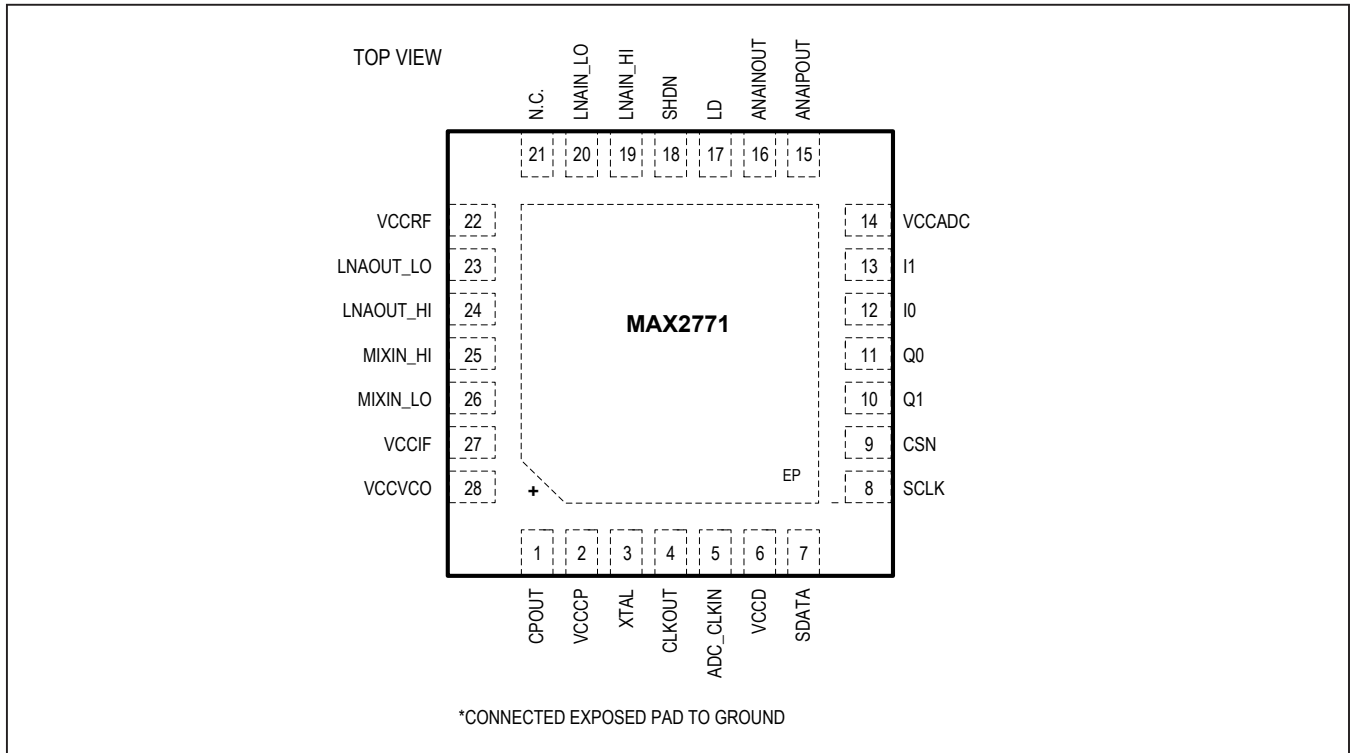 TOP VIEW
N.C.
LNAIN_LO
LNAIN_HI
SHDN
LD
ANAINOUT
ANAIPOUT
21 20 19 18 17 16 15
VCCRF 22
LNAOUT_LO 23
LNAOUT_HI 24
MIXIN_HI 25
MIXIN_LO 26
VCCIF 27
VCCVCO 28
MAX2771
+
EP
14 VCCADC
13 I1
12 I0
11 Q0
10 Q1
9 CSN
8 SCLK
1 2 3 4 5 6 7
CPOUT
VCCCP
XTAL
CLKOUT
ADC_CLKIN
VCCD
SDATA
*CONNECTED EXPOSED PAD TO GROUND